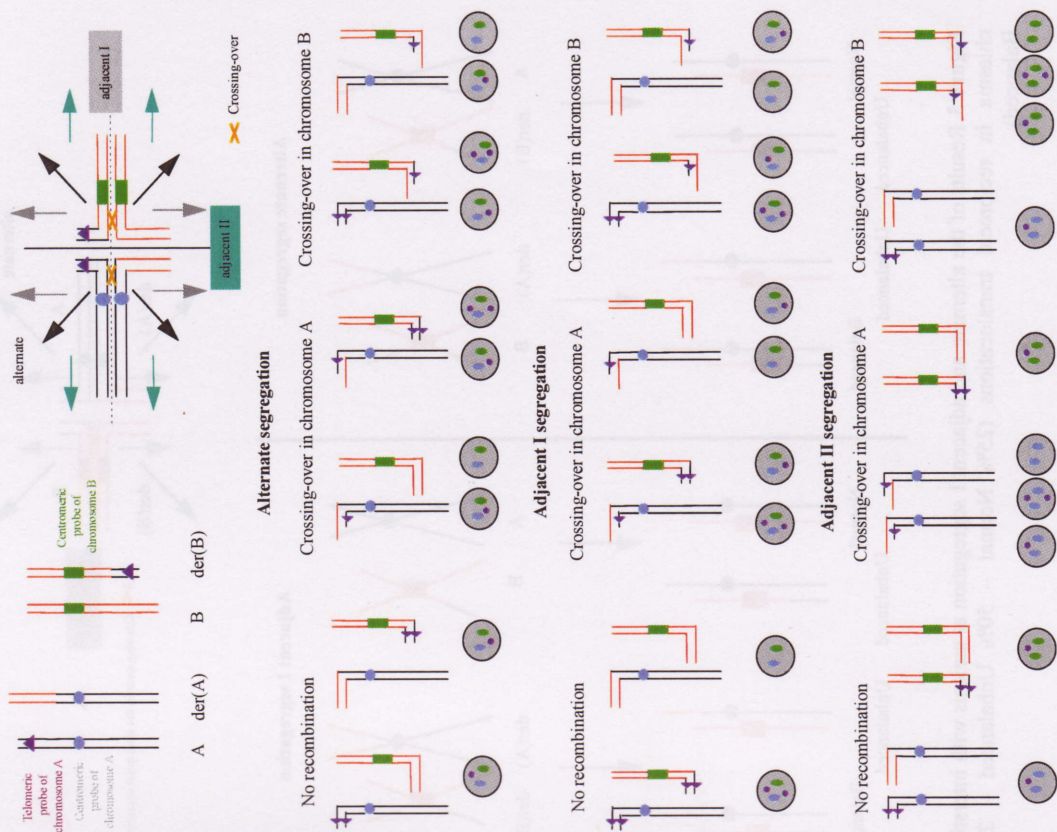 Telomeric
probe of
chromosome A
Centromeric
probe of
chromosome A
Centromeric
probe of
chromosome B
A
der(A)
B
der(B)
alternate
adjacent I
adjacent II
Crossing-over
Alternate segregation
No recombination
Crossing-over in chromosome A
Crossing-over in chromosome B
Adjacent I segregation
No recombination
Crossing-over in chromosome A
Crossing-over in chromosome B
Adjacent II segregation
No recombination
Crossing-over in chromosome A
Crossing-over in chromosome B